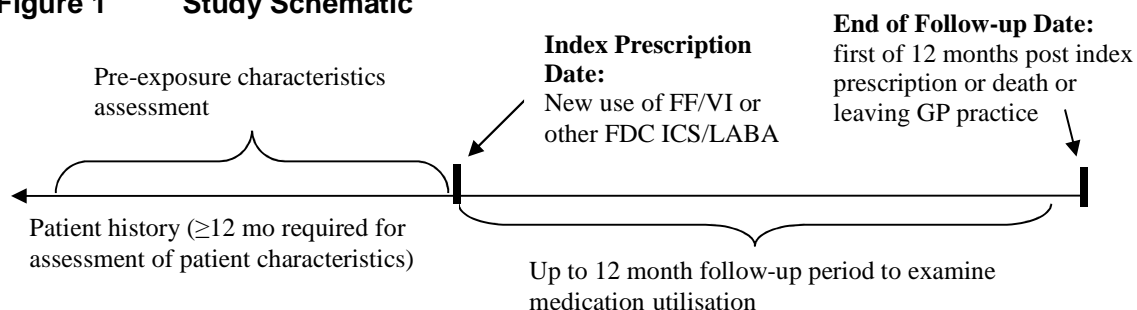 Figure 1 Study Schematic
Pre-exposure characteristics
assessment
Index Prescription
Date:
New use of FF/VI or
other FDC ICS/LABA
End of Follow-up Date:
first of 12 months post index
prescription or death or
leaving GP practice
Patient history (≥12 mo required for
assessment of patient characteristics)
Up to 12 month follow-up period to examine
medication utilisation